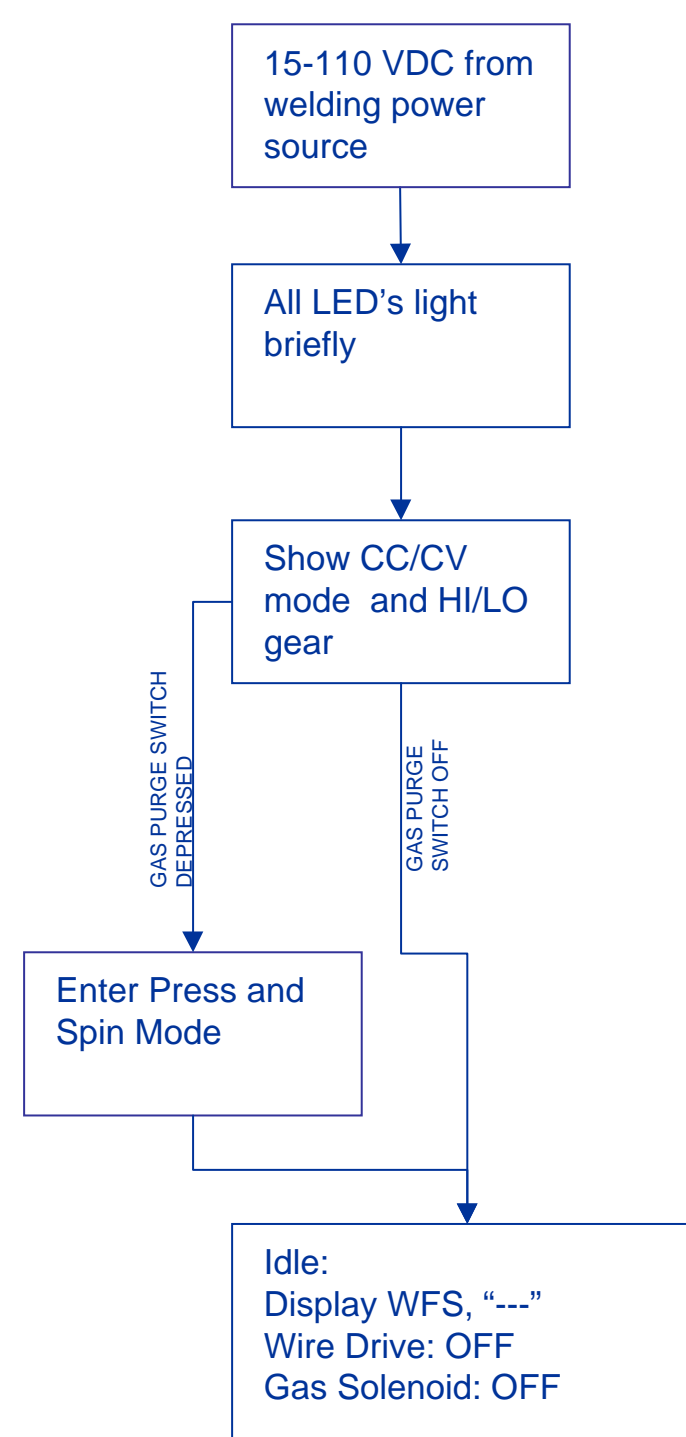 15-110 VDC from
welding power
source
All LED’s light
briefly
Show CC/CV
mode  and HI/LO
gear
GAS PURGE SWITCH
DEPRESSED
GAS PURGE
SWITCH OFF
Enter Press and
Spin Mode
Idle:
Display WFS, “---”
Wire Drive: OFF
Gas Solenoid: OFF